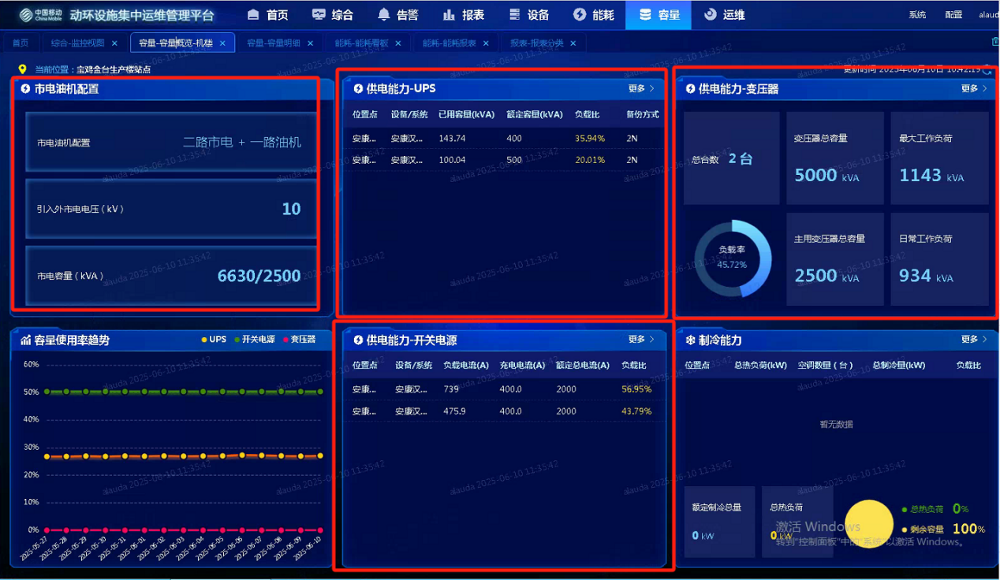 中国移动 China Mobile 动环设施集中运维管理平台 首页 综合 告警 报表 设备 能耗 容量 运维 系统 配置 alaud
首页 综合-监控视图 × 容量-容量概览-机楼 × 容量-容量明细 × 能耗-能耗看板 × 能耗-能耗报表 × 报表-报表分类 ×
当前位置：宝鸡金台生产楼站点 更新时间 2025年06月10日 10:42:19
市电油机配置
市电油机配置 二路市电 + 一路油机
引入外市电电压（kV） 10
市电容量（kVA） 6630/2500
供电能力-UPS 更多 >
位置点 设备/系统 已用容量(kVA) 额定容量(kVA) 负载比 备份方式
安康... 安康汉... 143.74 400 35.94% 2N
安康... 安康汉... 100.04 500 20.01% 2N
供电能力-变压器 更多 >
总台数 2 台
变压器总容量
5000 kVA
最大工作负荷
1143 kVA
负载率
45.72%
主用变压器总容量
2500 kVA
日常工作负荷
934 kVA
容量使用率趋势 UPS 开关电源 变压器
60%
50%
40%
30%
20%
10%
0%
2025-05-27 2025-05-28 2025-05-29 2025-05-30 2025-05-31 2025-06-01 2025-06-02 2025-06-03 2025-06-04 2025-06-05 2025-06-06 2025-06-07 2025-06-08 2025-06-09 2025-06-10
供电能力-开关电源 更多 >
位置点 设备/系统 负载电流(A) 充电电流(A) 额定总电流(A) 负载比
安康... 安康汉... 739 400.0 2000 56.95%
安康... 安康汉... 475.9 400.0 2000 43.79%
制冷能力 更多 >
位置点 总热负荷(kW) 空调数量（台） 总制冷量(kW) 负载比
暂无数据
额定制冷总量
0 kW
总热负荷
0 kW
总热负荷 0%
剩余容量 100%
激活 Windows
转到"控制面板"中的"系统"以激活 Windows。
alauda 2025-06-10 11:35:42